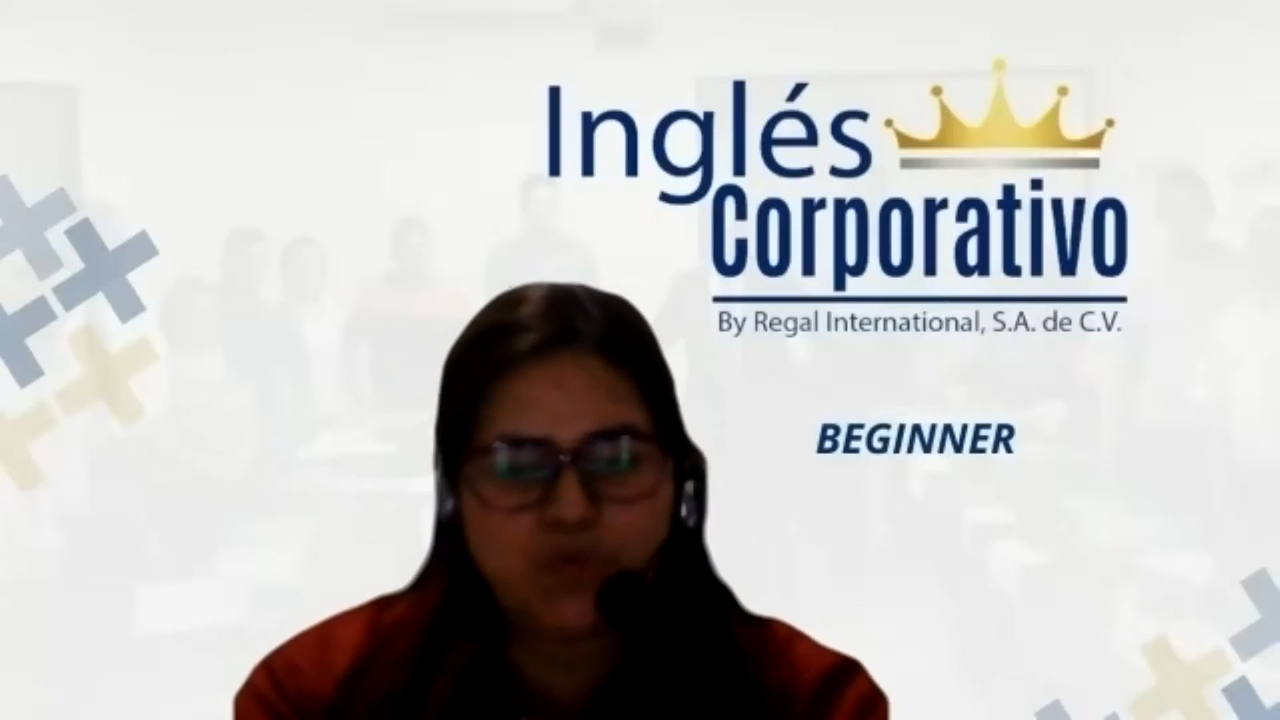 Inglés
Corporativo
By Regal International, S.A. de C.V.
BEGINNER